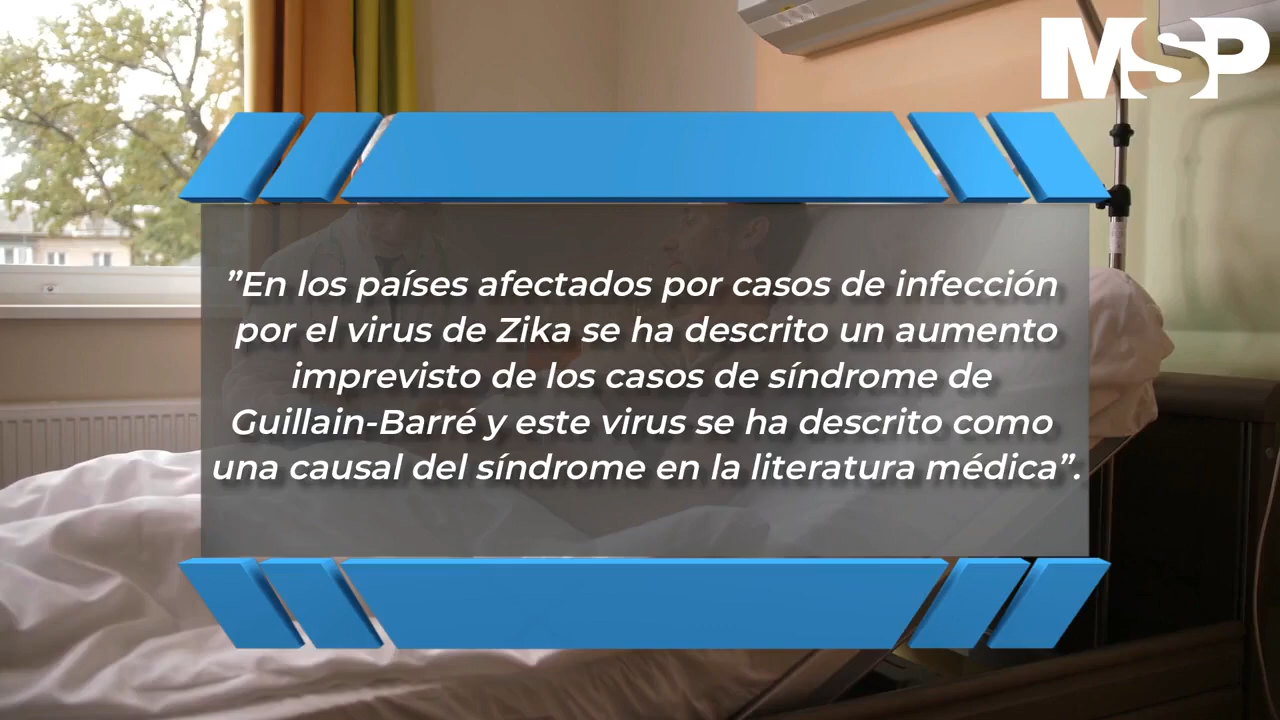 MSP
”En los países afectados por casos de infección
por el virus de Zika se ha descrito un aumento
imprevisto de los casos de síndrome de
Guillain-Barré y este virus se ha descrito como
una causal del síndrome en la literatura médica”.